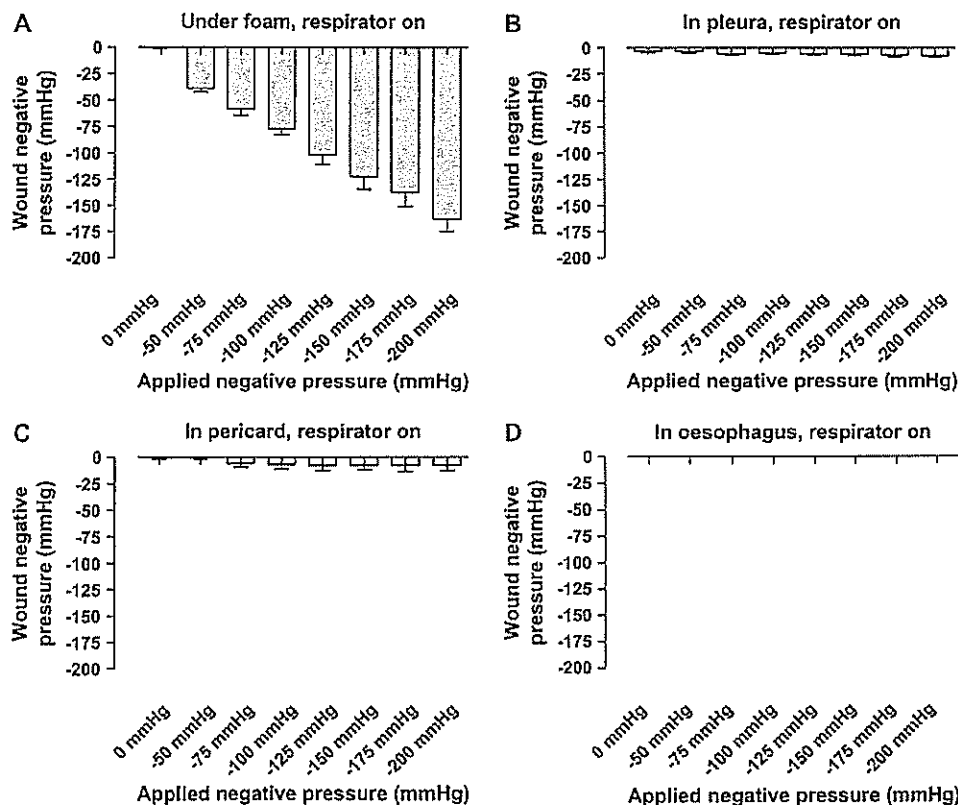 A
Under foam, respirator on
Wound negative
pressure (mmHg)
0
-25
-50
-75
-100
-125
-150
-175
-200
0 mmHg
-50 mmHg
-75 mmHg
-100 mmHg
-125 mmHg
-150 mmHg
-175 mmHg
-200 mmHg
Applied negative pressure (mmHg)
B
In pleura, respirator on
Wound negative
pressure (mmHg)
0
-25
-50
-75
-100
-125
-150
-175
-200
0 mmHg
-50 mmHg
-75 mmHg
-100 mmHg
-125 mmHg
-150 mmHg
-175 mmHg
-200 mmHg
Applied negative pressure (mmHg)
C
In pericard, respirator on
Wound negative
pressure (mmHg)
0
-25
-50
-75
-100
-125
-150
-175
-200
0 mmHg
-50 mmHg
-75 mmHg
-100 mmHg
-125 mmHg
-150 mmHg
-175 mmHg
-200 mmHg
Applied negative pressure (mmHg)
D
In oesophagus, respirator on
Wound negative
pressure (mmHg)
0
-25
-50
-75
-100
-125
-150
-175
-200
0 mmHg
-50 mmHg
-75 mmHg
-100 mmHg
-125 mmHg
-150 mmHg
-175 mmHg
-200 mmHg
Applied negative pressure (mmHg)